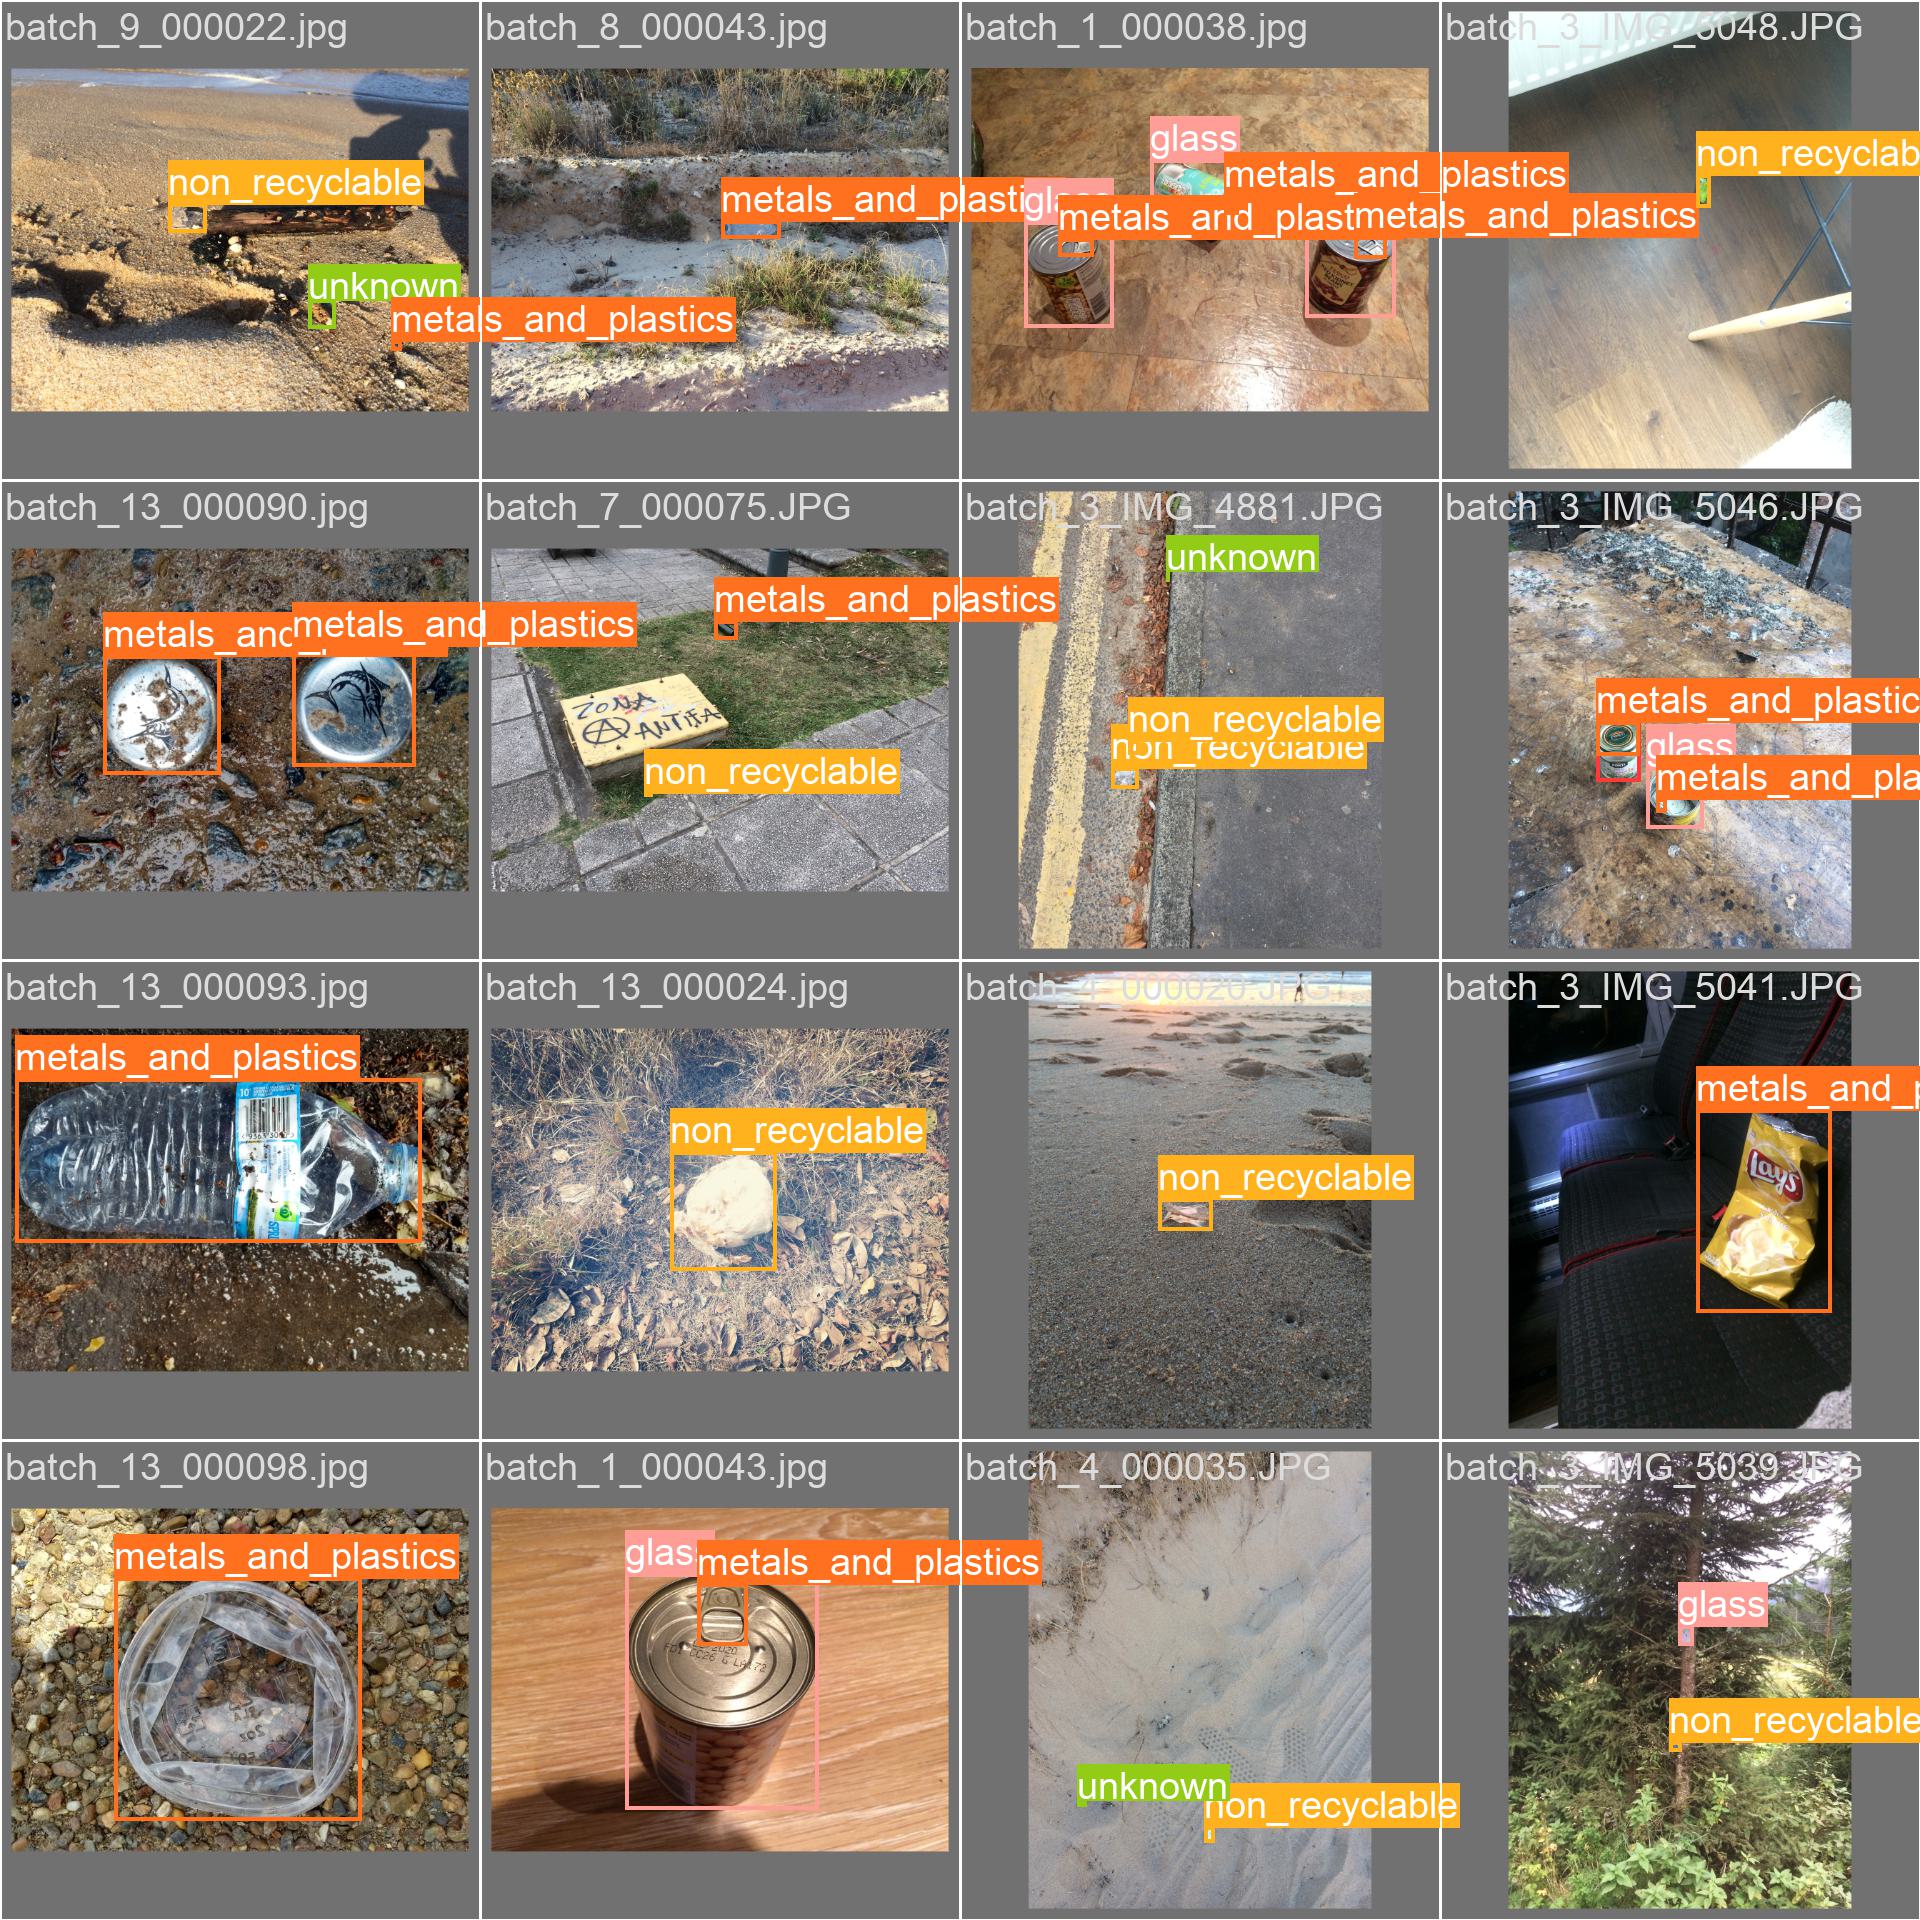 batch_9_000022.jpg
batch_8_000043.jpg
batch_1_000038.jpg
batch_3_IMG_5048.JPG
non_recyclable
unknown
metals_and_plastics
metals_and_plasti
glass
metals_and_plastics
gla
metals_and_plast
metals_and_plastics
non_recyclab
batch_13_000090.jpg
batch_7_000075.JPG
batch_3_IMG_4881.JPG
batch_3_IMG_5046.JPG
metals_and
metals_and_plastics
metals_and_plastics
ZONA
ANTIFA
non_recyclable
unknown
non_recyclable
non_recyclable
metals_and_plastic
glass
metals_and_pla
batch_13_000093.jpg
batch_13_000024.jpg
batch_4_000020.JPG
batch_3_IMG_5041.JPG
metals_and_plastics
10
non_recyclable
non_recyclable
metals_and_p
Lay's
batch_13_000098.jpg
batch_1_000043.jpg
batch_4_000035.JPG
batch_3_IMG_5039.JPG
metals_and_plastics
glas
metals_and_plastics
unknown
non_recyclable
glass
non_recyclable